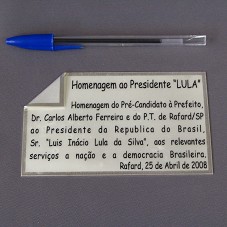 Homenagem ao Presidente "LULA"
Homenagem do Pré-Candidato à Prefeito,
Dr. Carlos Alberto Ferreira e do P.T. de Rafard/SP
ao Presidente da Republica do Brasil,
Sr. "Luis Inácio Lula da Silva", aos relevantes
serviços a nação e a democracia Brasileira.
Rafard, 25 de Abril de 2008